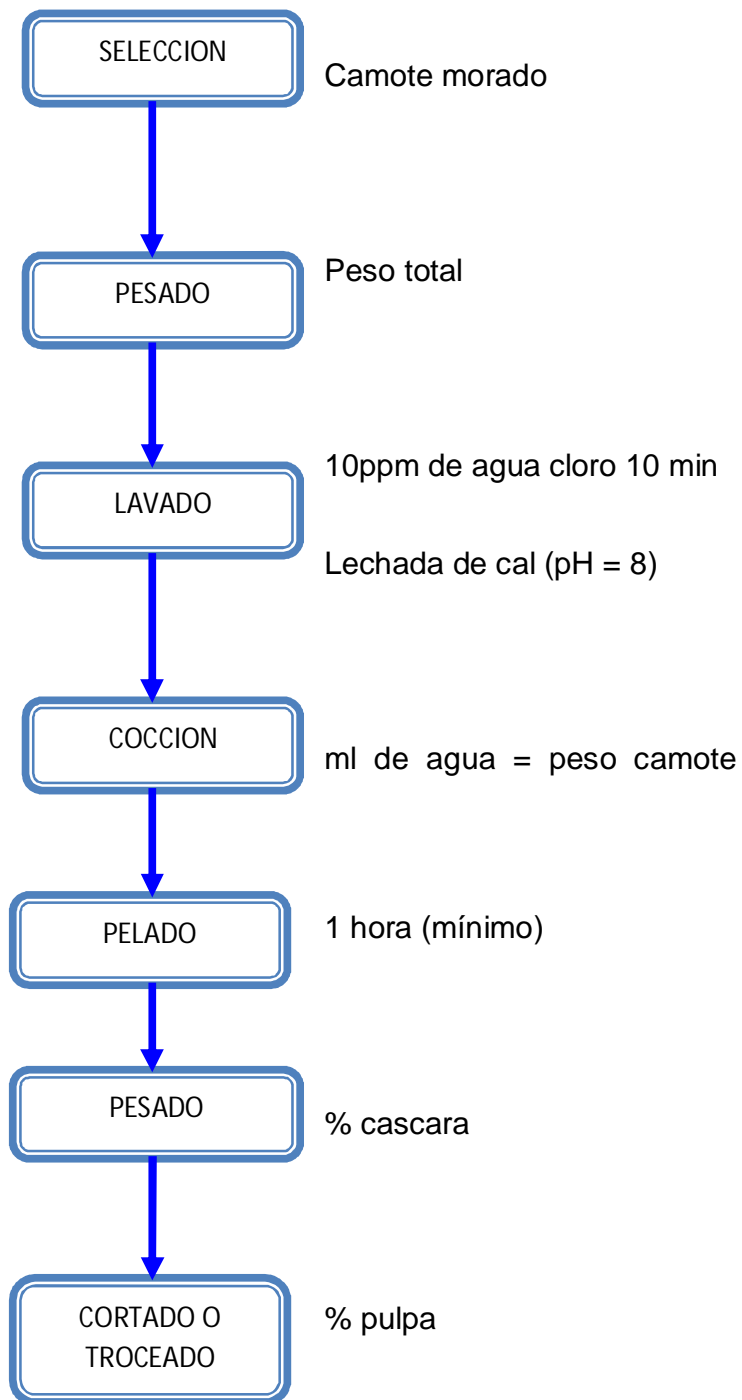 SELECCION
Camote morado
PESADO
Peso total
10ppm de agua cloro 10 min
LAVADO
Lechada de cal (pH = 8)
COCCION
ml de agua = peso camote
PELADO
1 hora (mínimo)
PESADO
% cascara
CORTADO O
TROCEADO
% pulpa